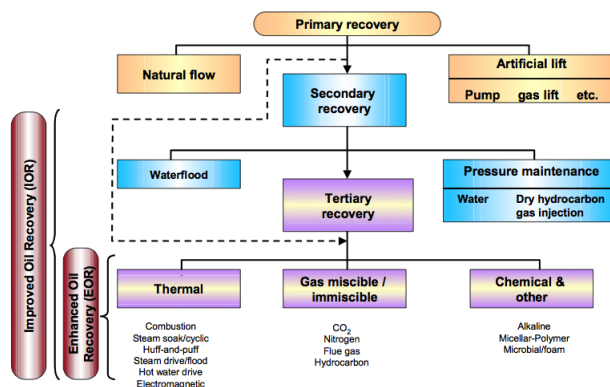 Primary recovery
Natural flow
Artificial lift
Pump gas lift etc.
Secondary
recovery
Waterflood
Pressure maintenance
Water Dry hydrocarbon
gas injection
Tertiary
recovery
Improved Oil Recovery (IOR)
Enhanced Oil
Recovery (EOR)
Thermal
Gas miscible /
immiscible
Chemical &
other
Combustion
Steam soak/cyclic
Huff-and-puff
Steam drive/flood
Hot water drive
Electromagnetic
CO₂
Nitrogen
Flue gas
Hydrocarbon
Alkaline
Micellar-Polymer
Microbial/foam